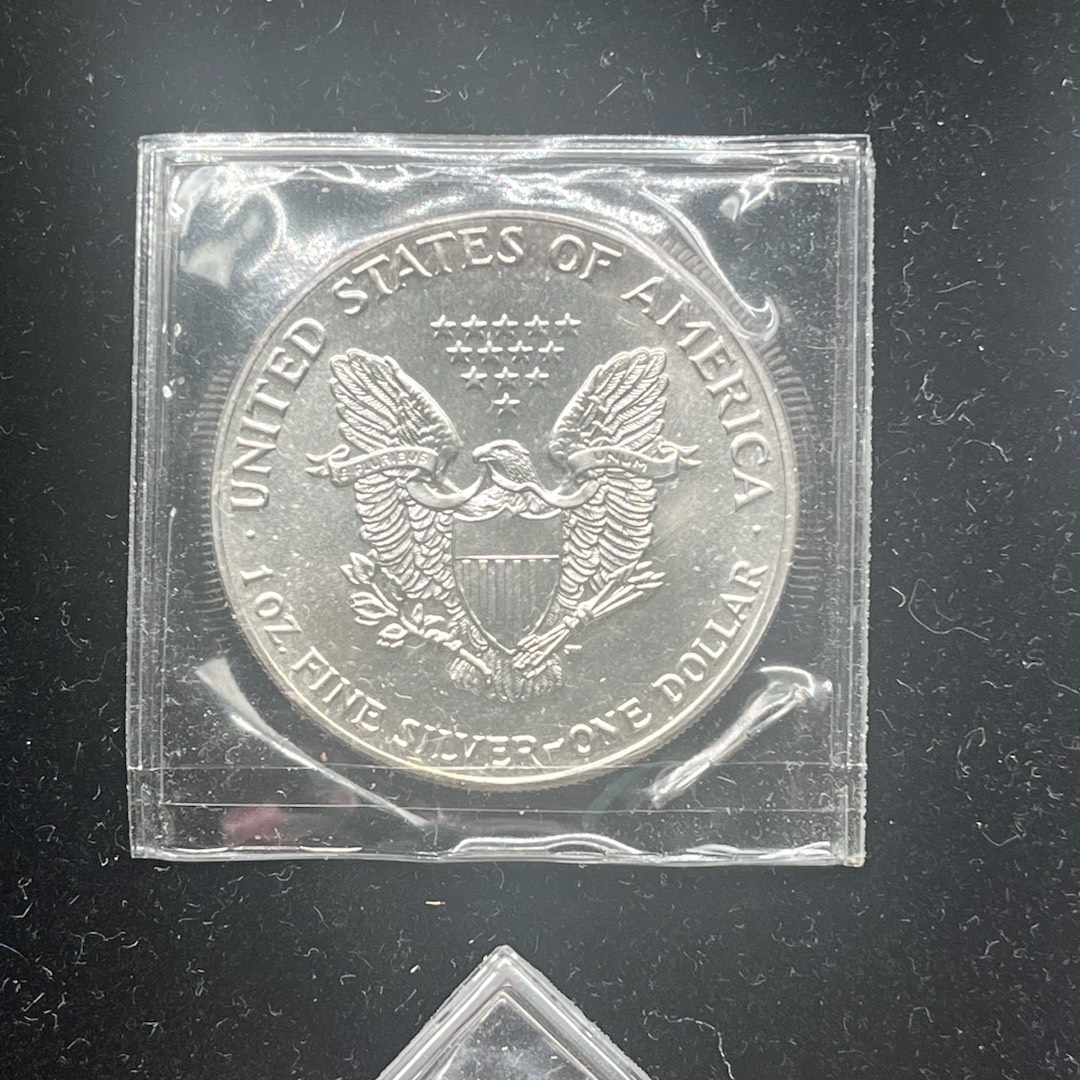 UNITED STATES OF AMERICA
E PLURIBUS UNUM
1 OZ. FINE SILVER~ONE DOLLAR